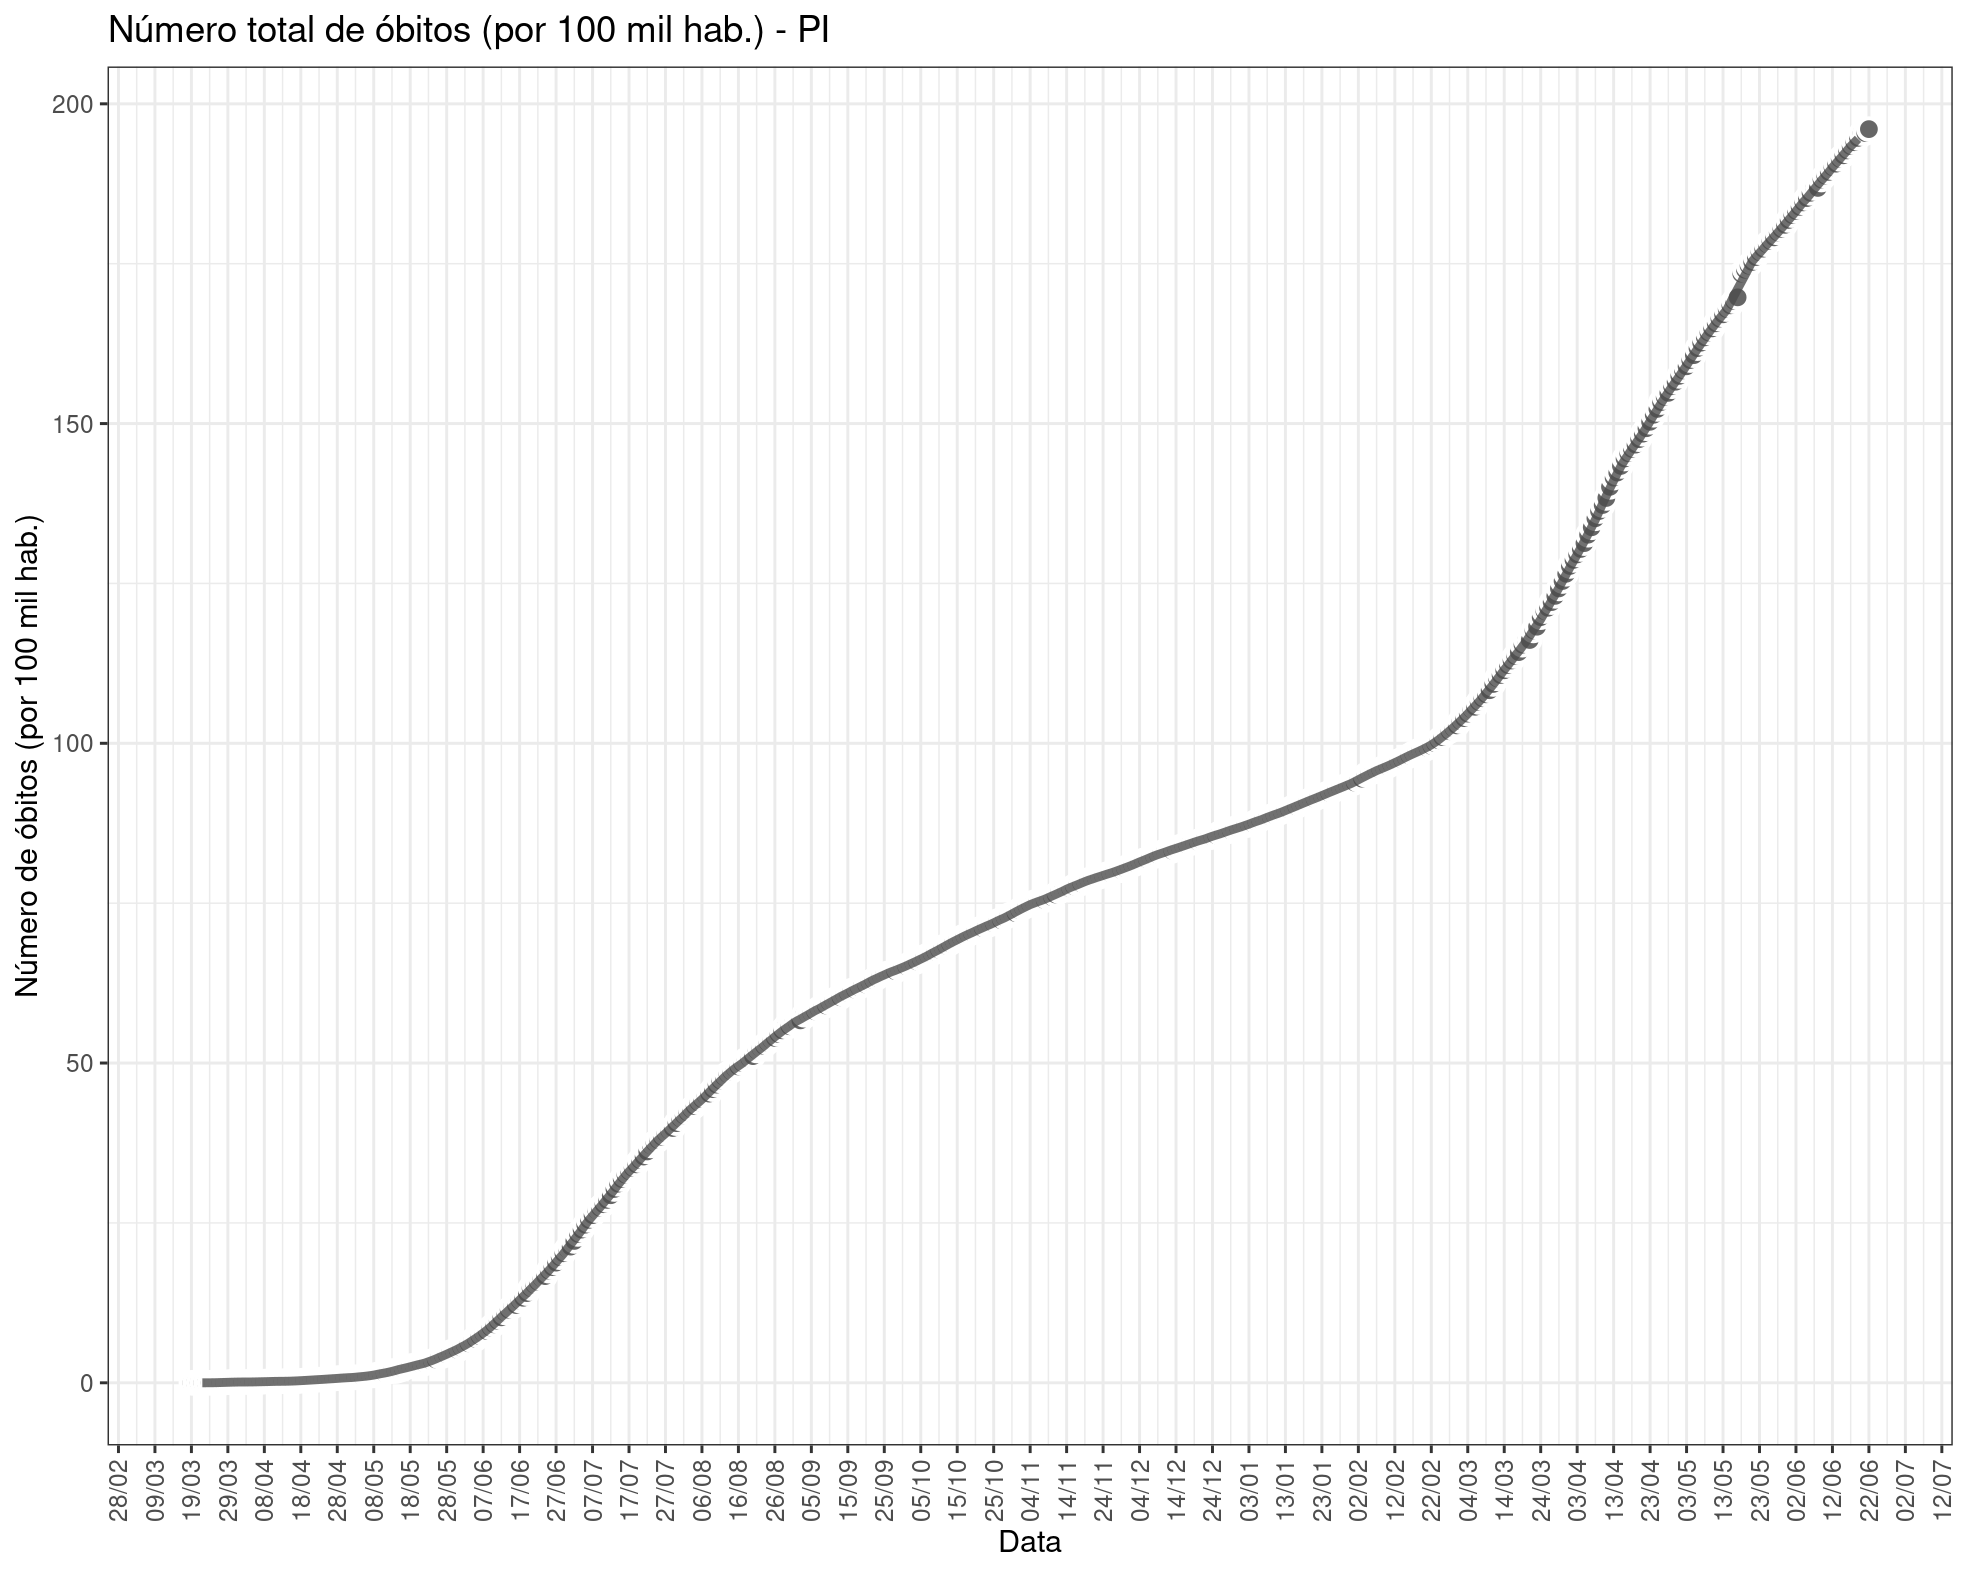 Número total de óbitos (por 100 mil hab.) - PI
Número de óbitos (por 100 mil hab.)
200
150
100
50
0
28/02 09/03 19/03 29/03 08/04 18/04 28/04 08/05 18/05 28/05 07/06 17/06 27/06 07/07 17/07 27/07 06/08 16/08 26/08 05/09 15/09 25/09 05/10 15/10 25/10 04/11 14/11 24/11 04/12 14/12 24/12 03/01 13/01 23/01 02/02 12/02 22/02 04/03 14/03 24/03 03/04 13/04 23/04 03/05 13/05 23/05 02/06 12/06 22/06 02/07 12/07
Data